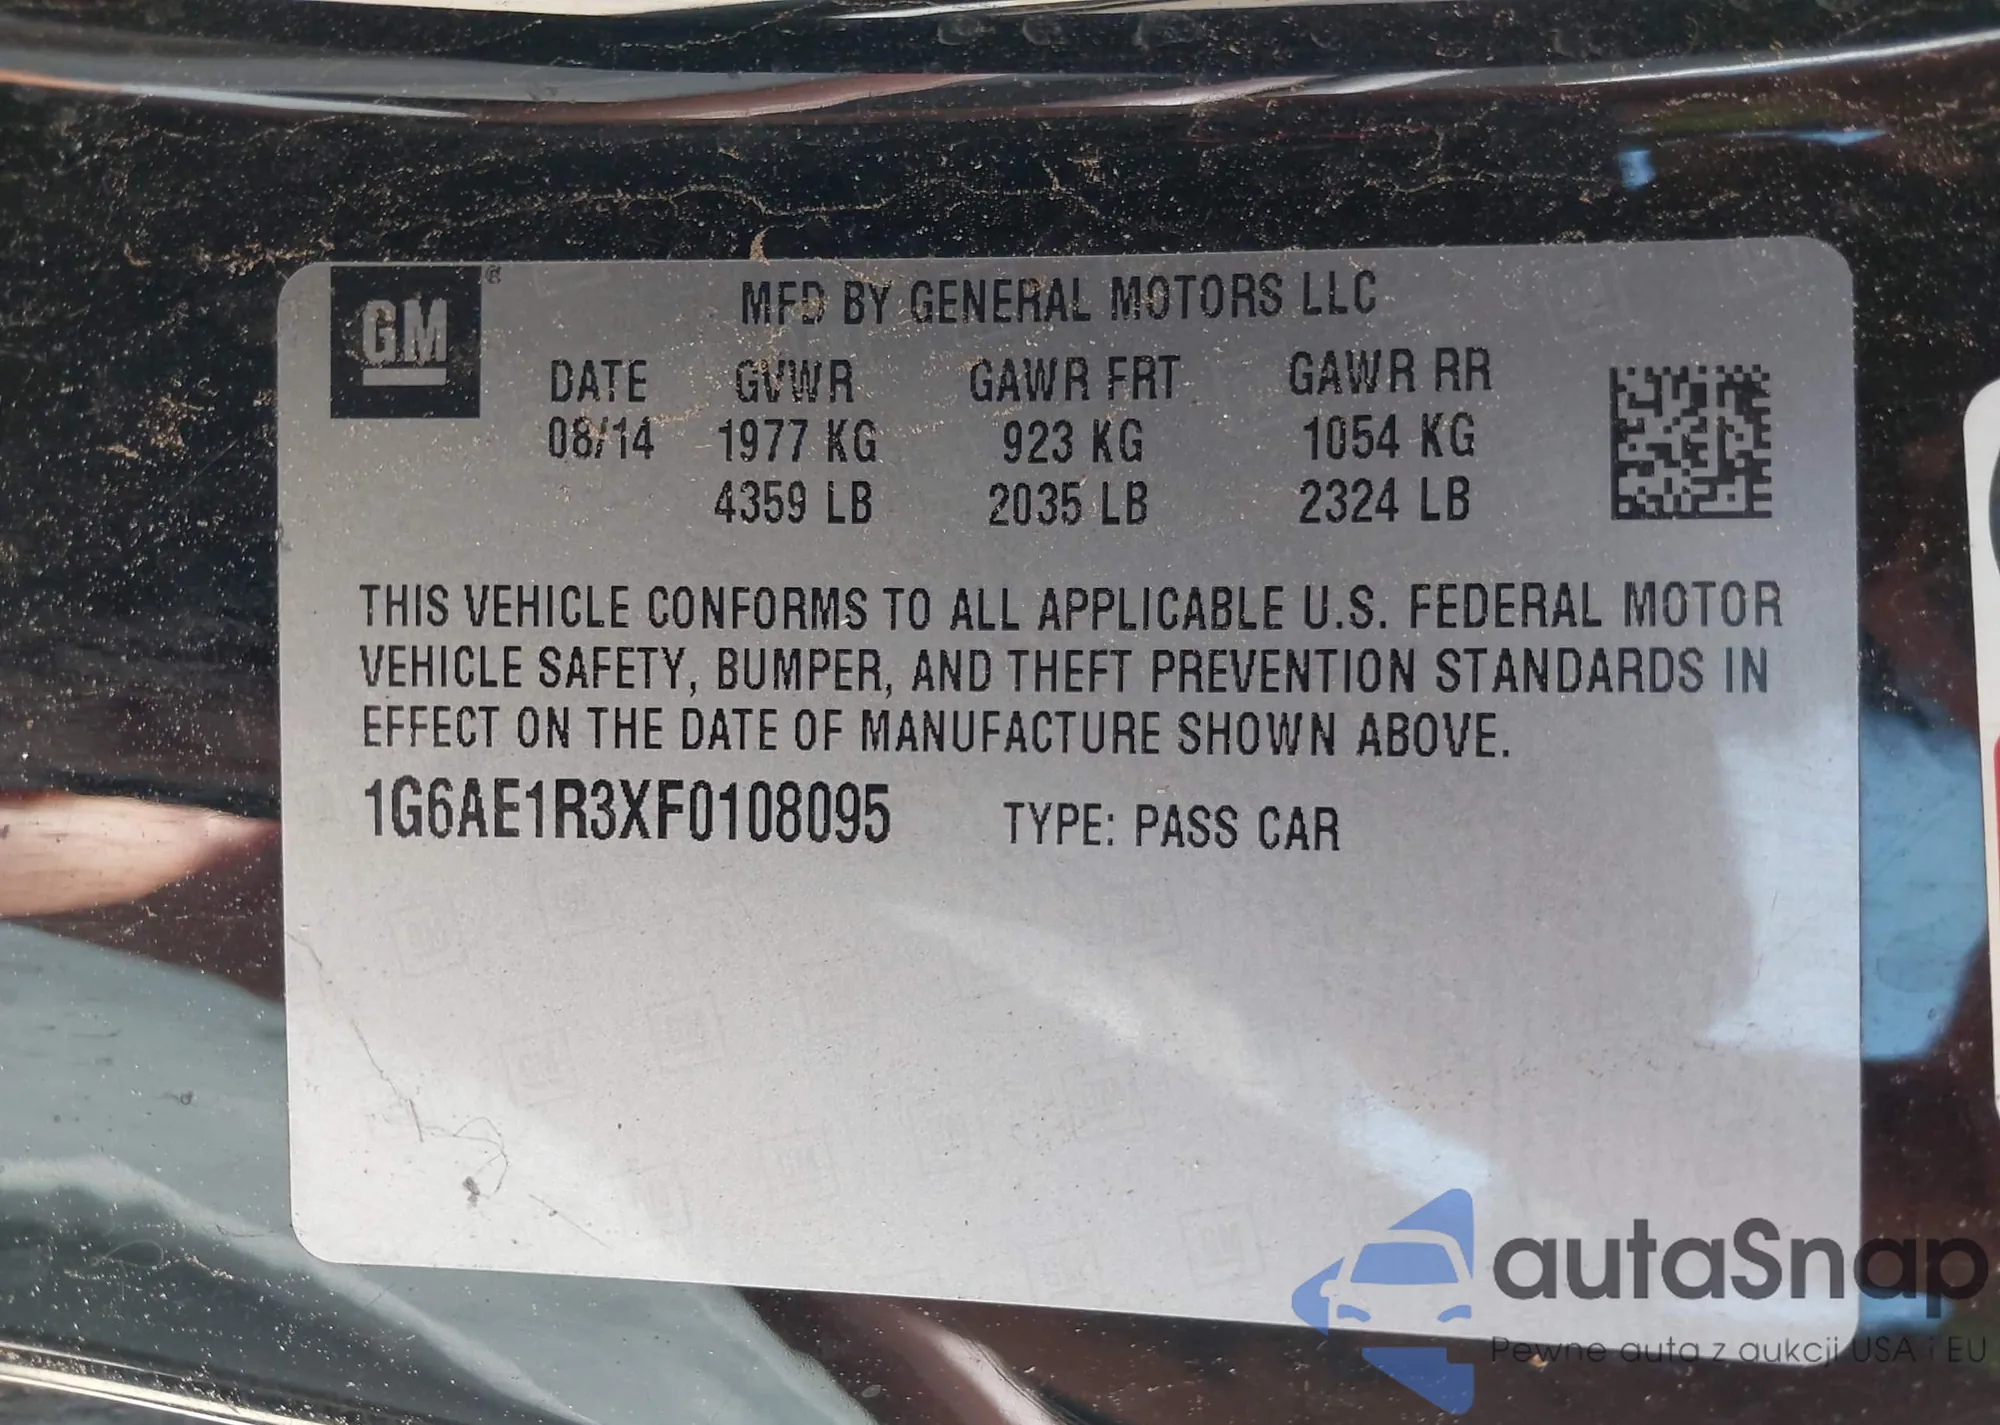 GM ®
MFD BY GENERAL MOTORS LLC
DATE GVWR GAWR FRT GAWR RR
08/14 1977 KG 923 KG 1054 KG
4359 LB 2035 LB 2324 LB
THIS VEHICLE CONFORMS TO ALL APPLICABLE U.S. FEDERAL MOTOR
VEHICLE SAFETY, BUMPER, AND THEFT PREVENTION STANDARDS IN
EFFECT ON THE DATE OF MANUFACTURE SHOWN ABOVE.
1G6AE1R3XF0108095 TYPE: PASS CAR
autaSnap
Pewne auta z aukcji USA i EU